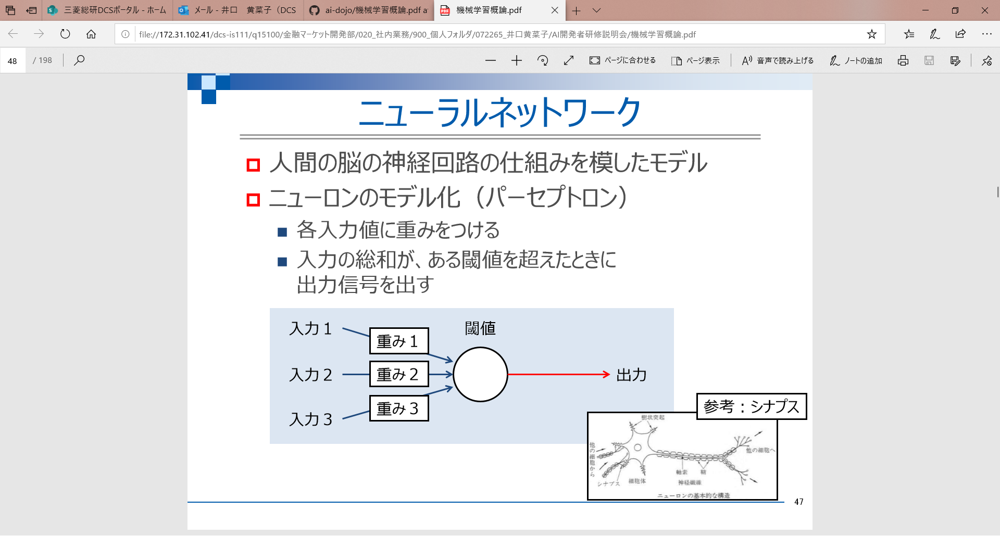 三菱総研DCSポータル - ホーム
メール - 井口　黄菜子（DCS
ai-dojo/機械学習概論.pdf a
機械学習概論.pdf
file://172.31.102.41/dcs-is111/q15100/金融マーケット開発部/020_社内業務/900_個人フォルダ/072265_井口黄菜子/AI開発者研修説明会/機械学習概論.pdf
48 / 198
ページに合わせる
ページ表示
音声で読み上げる
ノートの追加
ニューラルネットワーク
人間の脳の神経回路の仕組みを模したモデル
ニューロンのモデル化（パーセプトロン）
各入力値に重みをつける
入力の総和が、ある閾値を超えたときに
出力信号を出す
入力１
重み１
閾値
入力２
重み２
出力
入力３
重み３
参考：シナプス
樹状突起
他の細胞から
他の細胞へ
軸索
鞘
シナプス
細胞体
神経繊維
ニューロンの基本的な構造
47